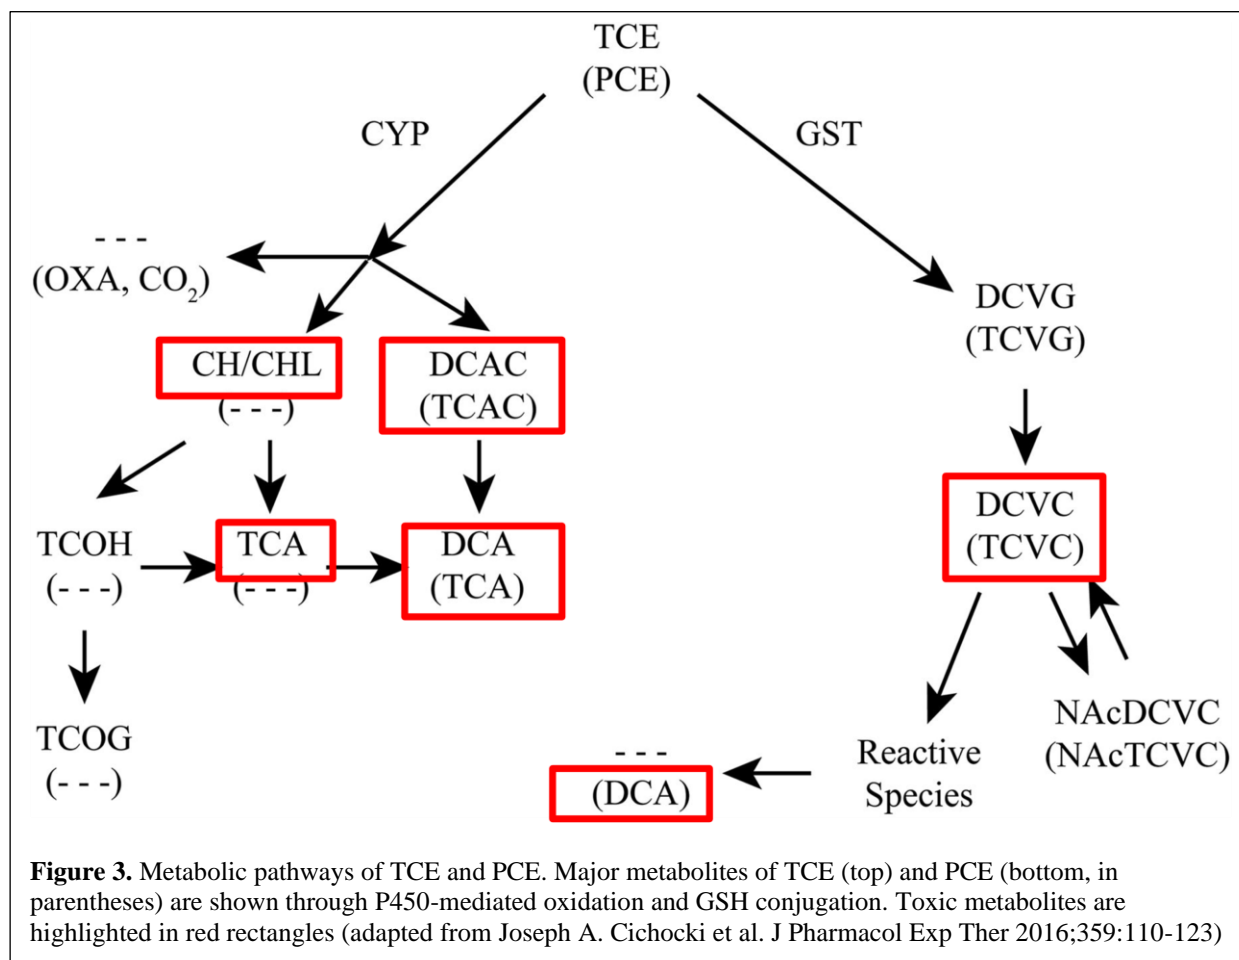 TCE
(PCE)
CYP
GST
- - -
(OXA, CO₂)
DCVG
(TCVG)
CH/CHL
(- - -)
DCAC
(TCAC)
DCVC
(TCVC)
TCOH
(- - -)
TCA
(- - -)
DCA
(TCA)
TCOG
(- - -)
- - -
(DCA)
Reactive
Species
NAcDCVC
(NAcTCVC)
Figure 3. Metabolic pathways of TCE and PCE. Major metabolites of TCE (top) and PCE (bottom, in
parentheses) are shown through P450-mediated oxidation and GSH conjugation. Toxic metabolites are
highlighted in red rectangles (adapted from Joseph A. Cichocki et al. J Pharmacol Exp Ther 2016;359:110-123)